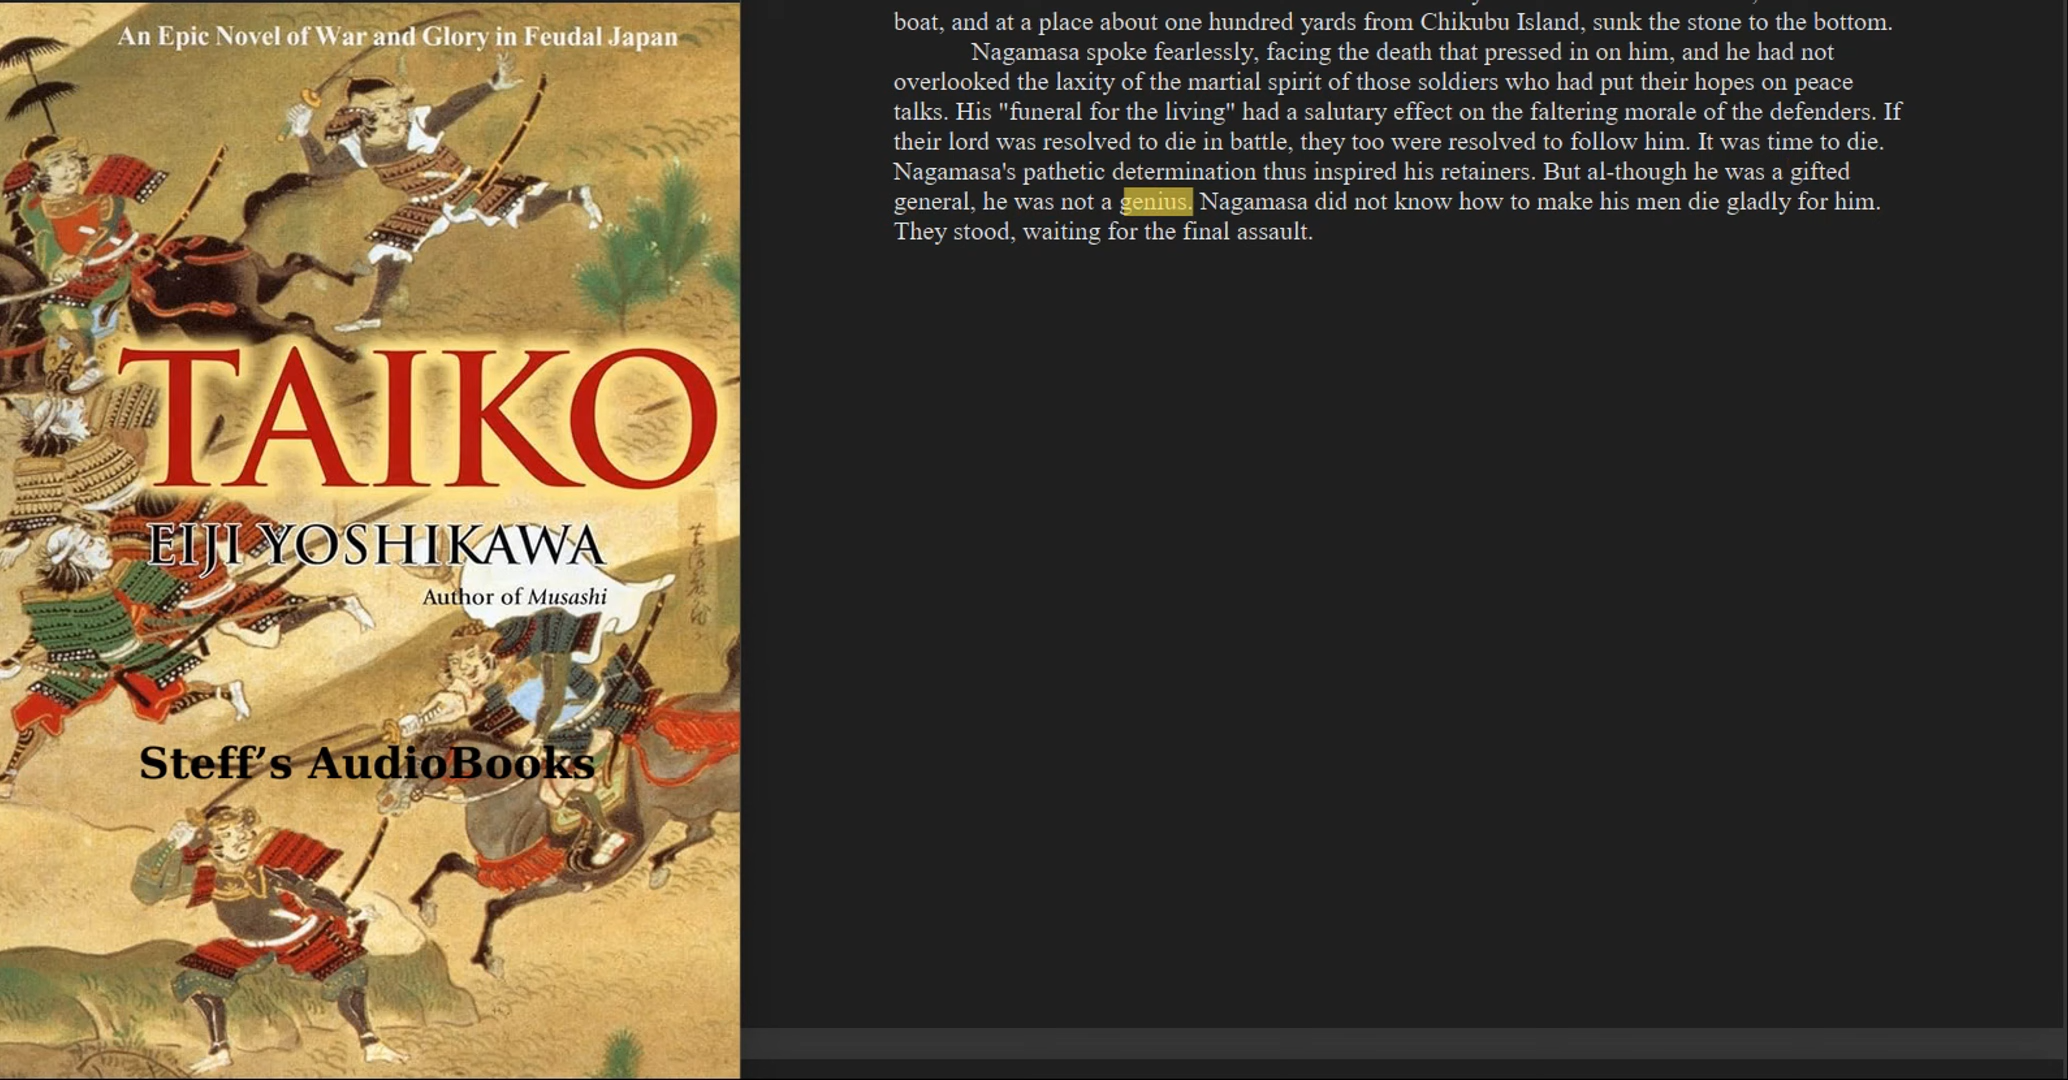 An Epic Novel of War and Glory in Feudal Japan
TAIKO
EIJI YOSHIKAWA
Author of Musashi
Steff’s AudioBooks
boat, and at a place about one hundred yards from Chikubu Island, sunk the stone to the bottom.
Nagamasa spoke fearlessly, facing the death that pressed in on him, and he had not
overlooked the laxity of the martial spirit of those soldiers who had put their hopes on peace
talks. His "funeral for the living" had a salutary effect on the faltering morale of the defenders. If
their lord was resolved to die in battle, they too were resolved to follow him. It was time to die.
Nagamasa's pathetic determination thus inspired his retainers. But al-though he was a gifted
general, he was not a genius. Nagamasa did not know how to make his men die gladly for him.
They stood, waiting for the final assault.